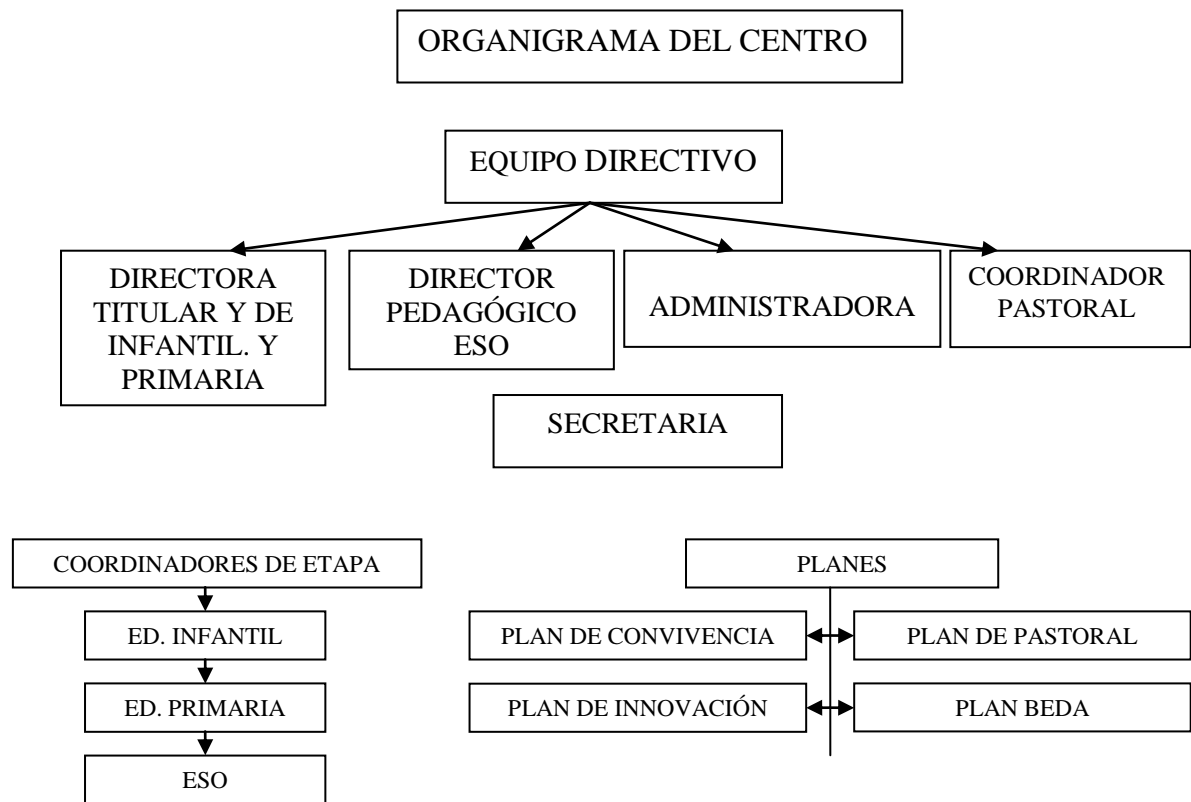 ORGANIGRAMA DEL CENTRO
EQUIPO DIRECTIVO
DIRECTORA
TITULAR Y DE
INFANTIL. Y
PRIMARIA
DIRECTOR
PEDAGÓGICO
ESO
ADMINISTRADORA
COORDINADOR
PASTORAL
SECRETARIA
COORDINADORES DE ETAPA
ED. INFANTIL
ED. PRIMARIA
ESO
PLANES
PLAN DE CONVIVENCIA
PLAN DE PASTORAL
PLAN DE INNOVACIÓN
PLAN BEDA